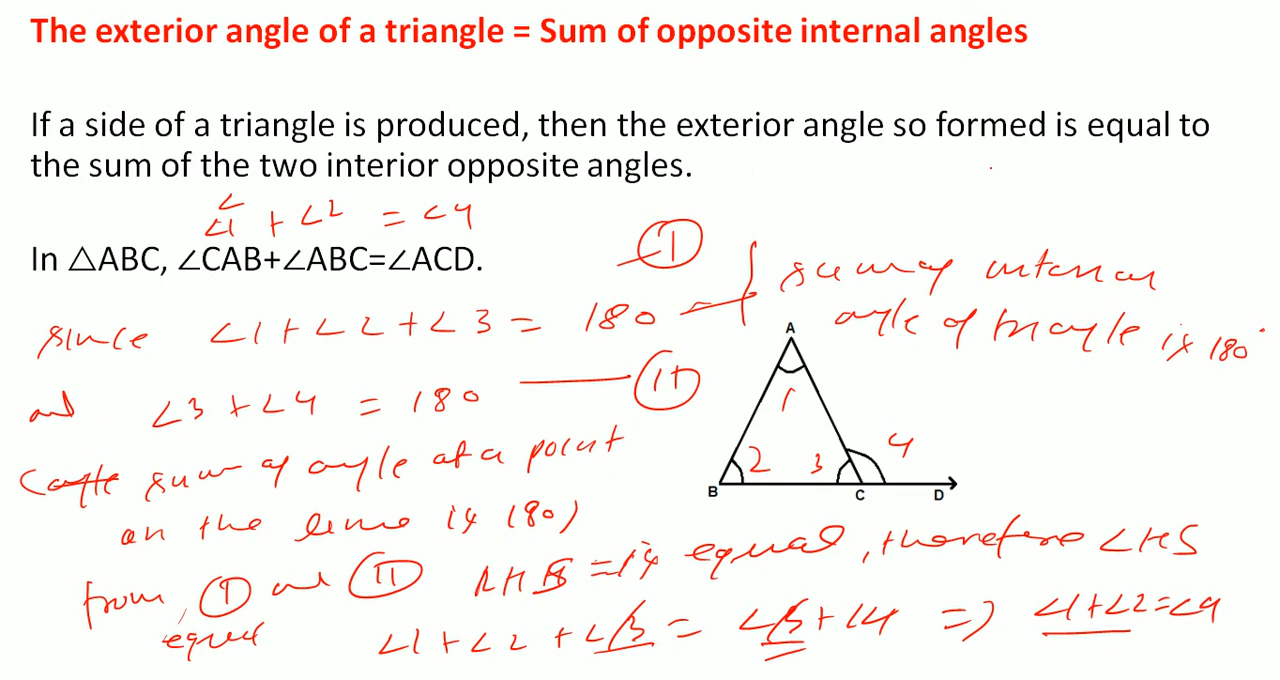 The exterior angle of a triangle = Sum of opposite internal angles
If a side of a triangle is produced, then the exterior angle so formed is equal to
the sum of the two interior opposite angles.
∠1 + ∠2 = ∠4
In △ABC, ∠CAB+∠ABC=∠ACD.
since ∠1+∠2+∠3 = 180 — (I) { sum of internal
angle of triangle is 180°
and ∠3+∠4 = 180 — (II)
(sum of angle at a point
on the line is 180)
A
1
2
3
4
B
C
D
from, (I) and (II) RHS = is equal, therefore LHS
equal
∠1+∠2+∠3 = ∠3+∠4 => ∠1+∠2=∠4